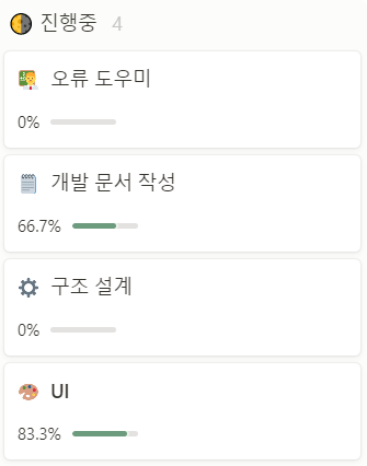 진행중 4
오류 도우미
0%
개발 문서 작성
66.7%
구조 설계
0%
UI
83.3%